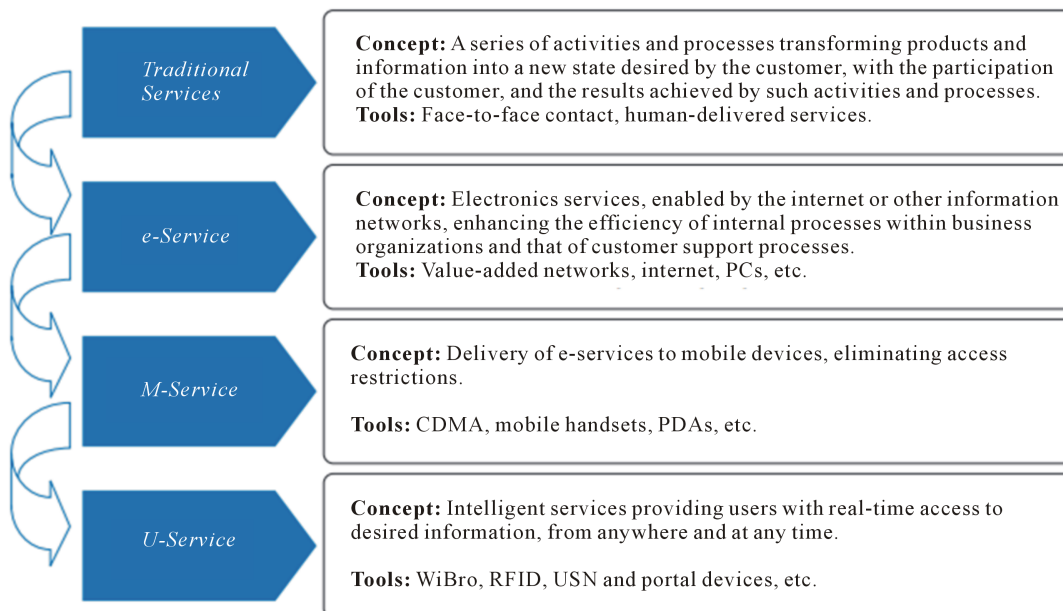 Traditional
Services
Concept: A series of activities and processes transforming products and
information into a new state desired by the customer, with the participation
of the customer, and the results achieved by such activities and processes.
Tools: Face-to-face contact, human-delivered services.
e-Service
Concept: Electronics services, enabled by the internet or other information
networks, enhancing the efficiency of internal processes within business
organizations and that of customer support processes.
Tools: Value-added networks, internet, PCs, etc.
M-Service
Concept: Delivery of e-services to mobile devices, eliminating access
restrictions.
Tools: CDMA, mobile handsets, PDAs, etc.
U-Service
Concept: Intelligent services providing users with real-time access to
desired information, from anywhere and at any time.
Tools: WiBro, RFID, USN and portal devices, etc.